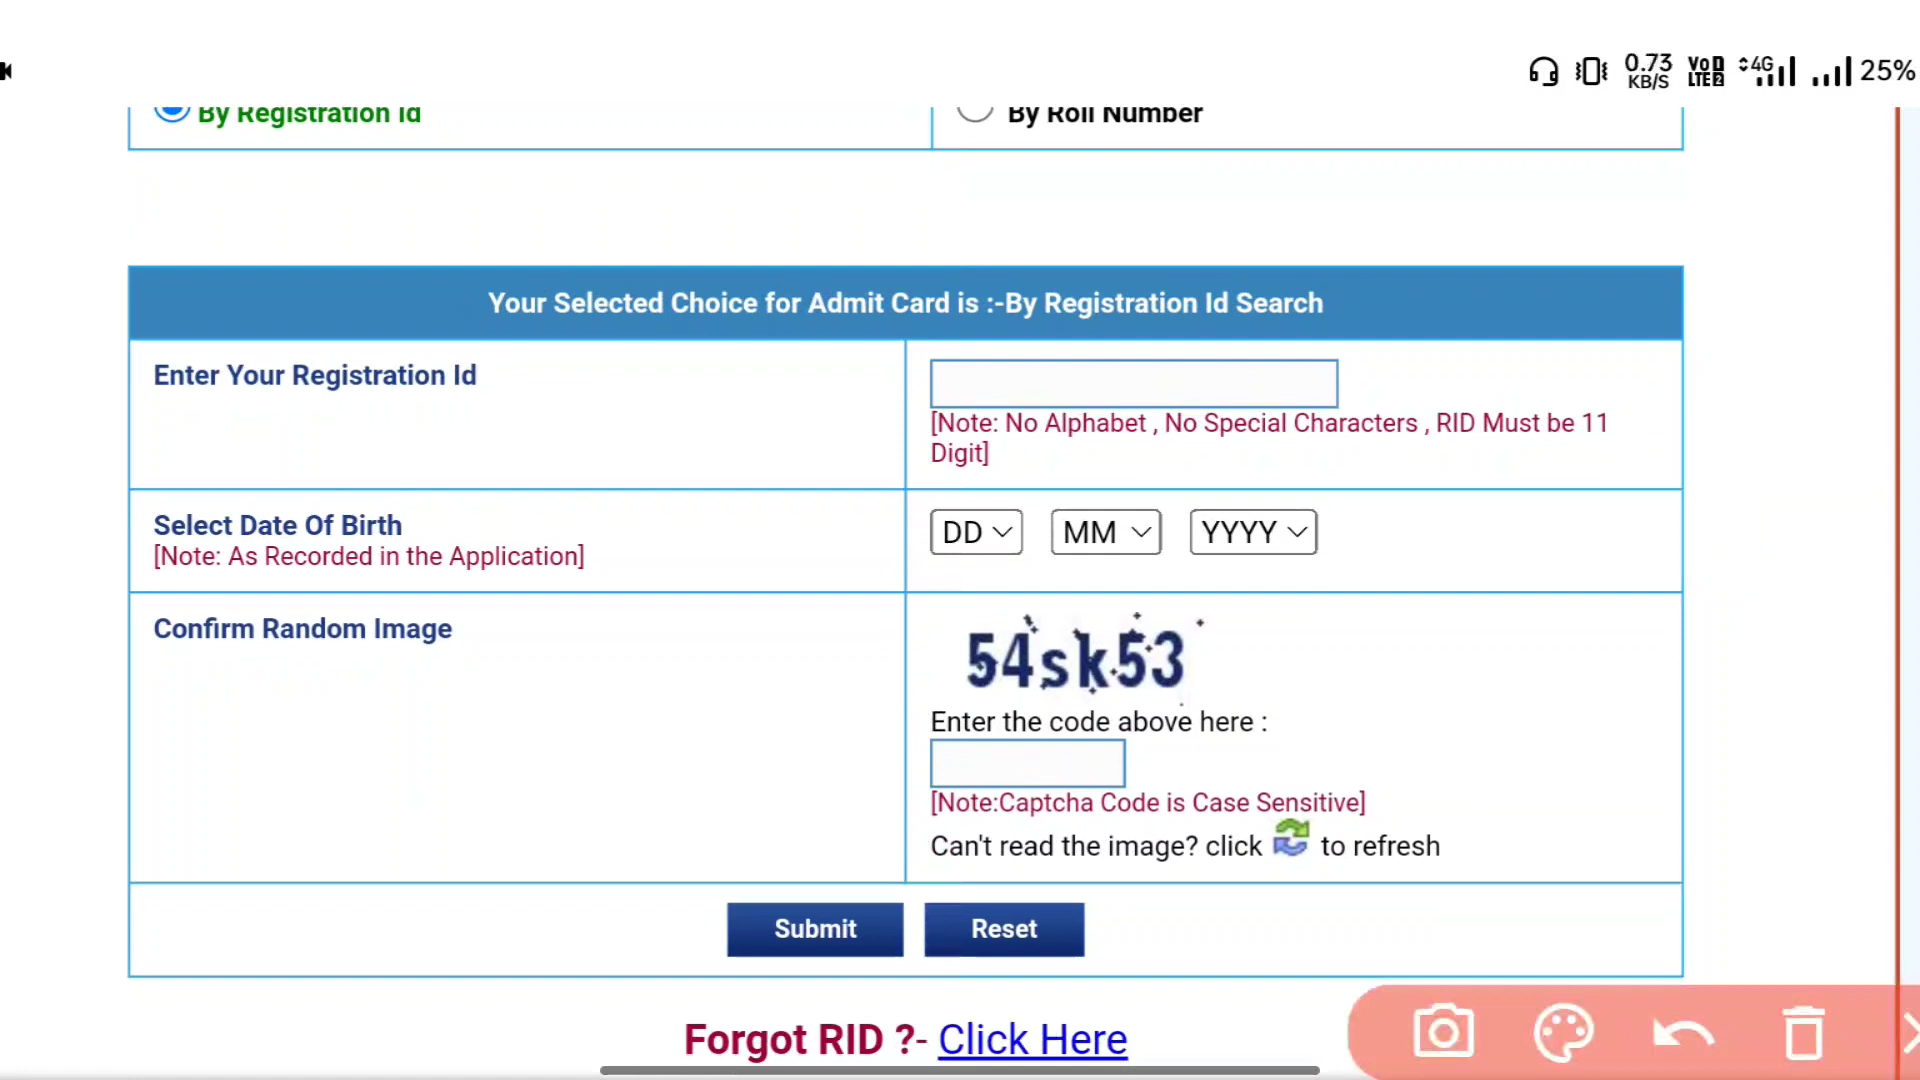 0.73
KB/S
Vo
LTE 2
4G
25%
By Registration Id
By Roll Number
Your Selected Choice for Admit Card is :-By Registration Id Search
Enter Your Registration Id
[Note: No Alphabet , No Special Characters , RID Must be 11
Digit]
Select Date Of Birth
[Note: As Recorded in the Application]
DD MM YYYY
Confirm Random Image
54sk53
Enter the code above here :
[Note:Captcha Code is Case Sensitive]
Can't read the image? click to refresh
Submit Reset
Forgot RID ?- Click Here